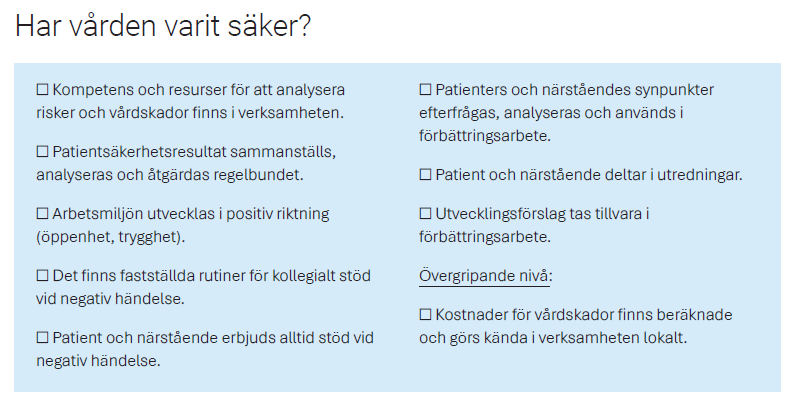 Har vården varit säker?
☐ Kompetens och resurser för att analysera
risker och vårdskador finns i verksamheten.
☐ Patientsäkerhetsresultat sammanställs,
analyseras och åtgärdas regelbundet.
☐ Arbetsmiljön utvecklas i positiv riktning
(öppenhet, trygghet).
☐ Det finns fastställda rutiner för kollegialt stöd
vid negativ händelse.
☐ Patient och närstående erbjuds alltid stöd vid
negativ händelse.
☐ Patienters och närståendes synpunkter
efterfrågas, analyseras och används i
förbättringsarbete.
☐ Patient och närstående deltar i utredningar.
☐ Utvecklingsförslag tas tillvara i
förbättringsarbete.
Övergripande nivå:
☐ Kostnader för vårdskador finns beräknade
och görs kända i verksamheten lokalt.